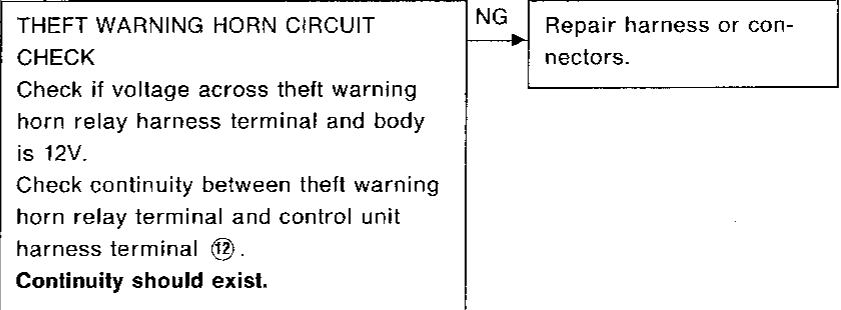 THEFT WARNING HORN CIRCUIT
CHECK
Check if voltage across theft warning
horn relay harness terminal and body
is 12V.
Check continuity between theft warning
horn relay terminal and control unit
harness terminal ⑫.
Continuity should exist.
NG
Repair harness or con-
nectors.